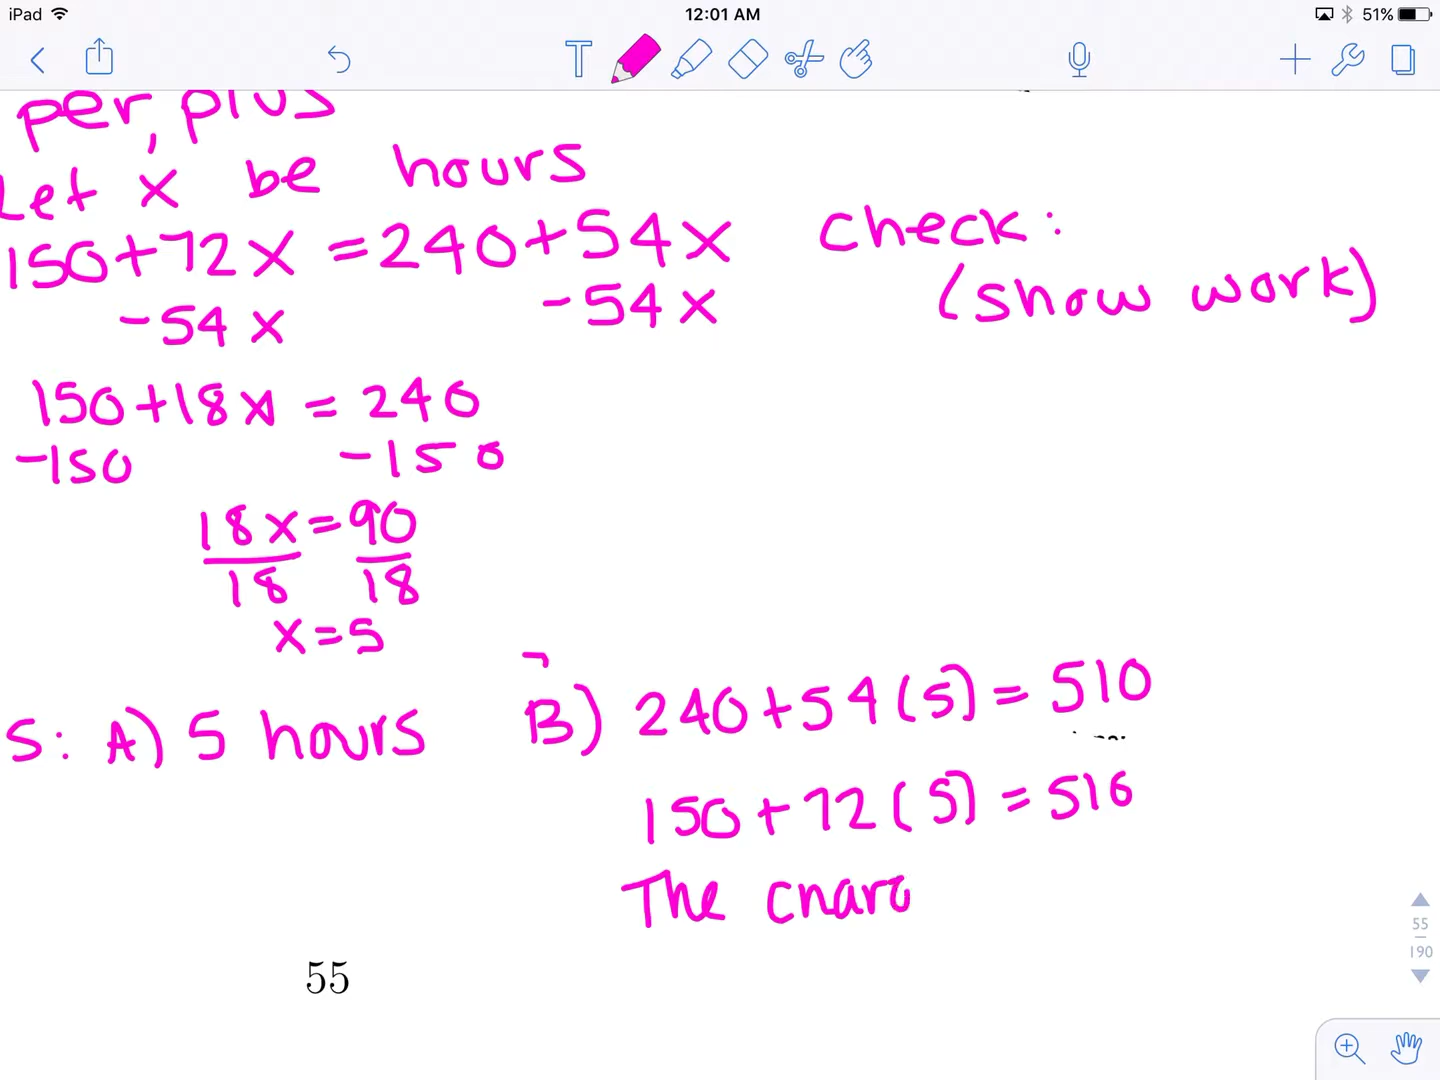 iPad 12:01 AM 51%
T
per, plus
Let x be hours
150+72x=240+54x
-54x -54x
check:
(show work)
150+18x=240
-150 -150
18x=90
18 18
x=5
S: A) 5 hours
B) 240+54(5)=510
150+72(5)=510
The
55
55
190